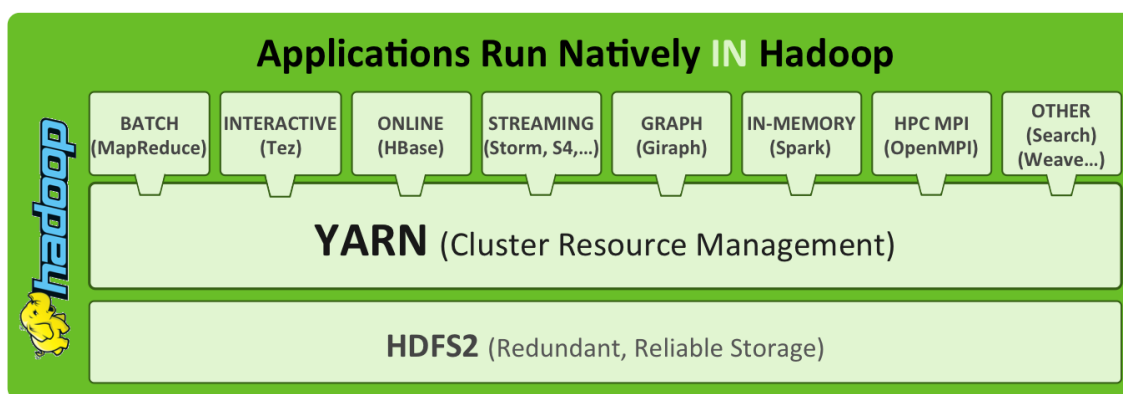 Applications Run Natively IN Hadoop
BATCH
(MapReduce)
INTERACTIVE
(Tez)
ONLINE
(HBase)
STREAMING
(Storm, S4,...)
GRAPH
(Giraph)
IN-MEMORY
(Spark)
HPC MPI
(OpenMPI)
OTHER
(Search)
(Weave...)
hadoop
YARN (Cluster Resource Management)
HDFS2 (Redundant, Reliable Storage)